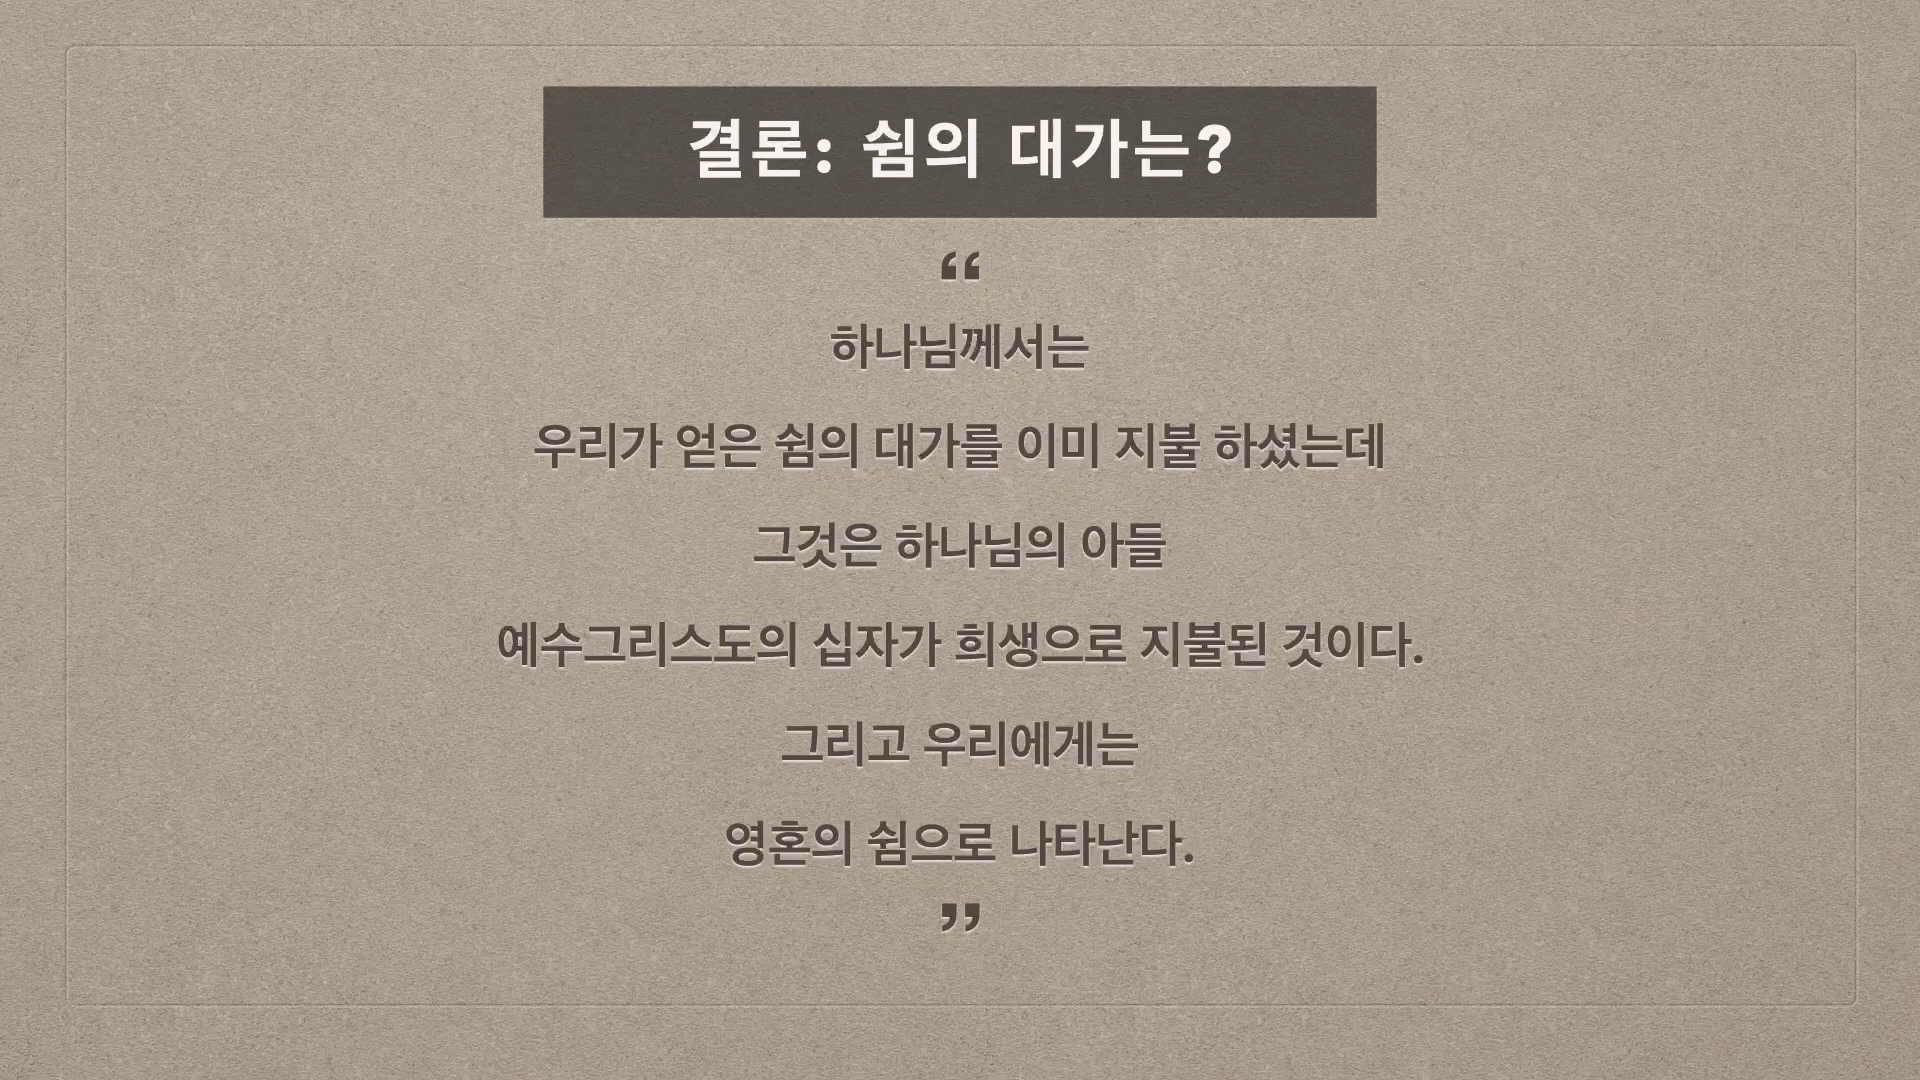 결론: 쉼의 대가는?
“
하나님께서는
우리가 얻은 쉼의 대가를 이미 지불 하셨는데
그것은 하나님의 아들
예수그리스도의 십자가 희생으로 지불된 것이다.
그리고 우리에게는
영혼의 쉼으로 나타난다.
”